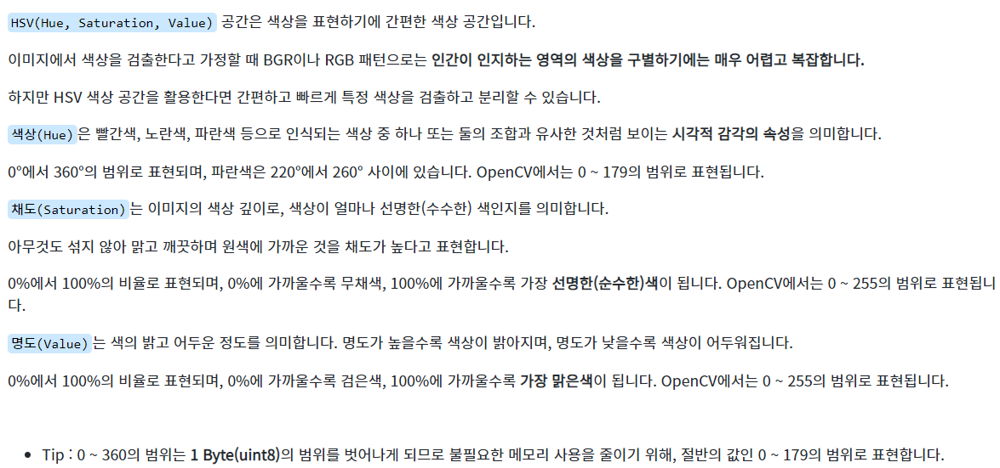 HSV(Hue, Saturation, Value) 공간은 색상을 표현하기에 간편한 색상 공간입니다.
이미지에서 색상을 검출한다고 가정할 때 BGR이나 RGB 패턴으로는 인간이 인지하는 영역의 색상을 구별하기에는 매우 어렵고 복잡합니다.
하지만 HSV 색상 공간을 활용한다면 간편하고 빠르게 특정 색상을 검출하고 분리할 수 있습니다.
색상(Hue)은 빨간색, 노란색, 파란색 등으로 인식되는 색상 중 하나 또는 둘의 조합과 유사한 것처럼 보이는 시각적 감각의 속성을 의미합니다.
0°에서 360°의 범위로 표현되며, 파란색은 220°에서 260° 사이에 있습니다. OpenCV에서는 0 ~ 179의 범위로 표현됩니다.
채도(Saturation)는 이미지의 색상 깊이로, 색상이 얼마나 선명한(수수한) 색인지를 의미합니다.
아무것도 섞지 않아 맑고 깨끗하며 원색에 가까운 것을 채도가 높다고 표현합니다.
0%에서 100%의 비율로 표현되며, 0%에 가까울수록 무채색, 100%에 가까울수록 가장 선명한(순수한)색이 됩니다. OpenCV에서는 0 ~ 255의 범위로 표현됩니
다.
명도(Value)는 색의 밝고 어두운 정도를 의미합니다. 명도가 높을수록 색상이 밝아지며, 명도가 낮을수록 색상이 어두워집니다.
0%에서 100%의 비율로 표현되며, 0%에 가까울수록 검은색, 100%에 가까울수록 가장 맑은색이 됩니다. OpenCV에서는 0 ~ 255의 범위로 표현됩니다.
• Tip : 0 ~ 360의 범위는 1 Byte(uint8)의 범위를 벗어나게 되므로 불필요한 메모리 사용을 줄이기 위해, 절반의 값인 0 ~ 179의 범위로 표현합니다.